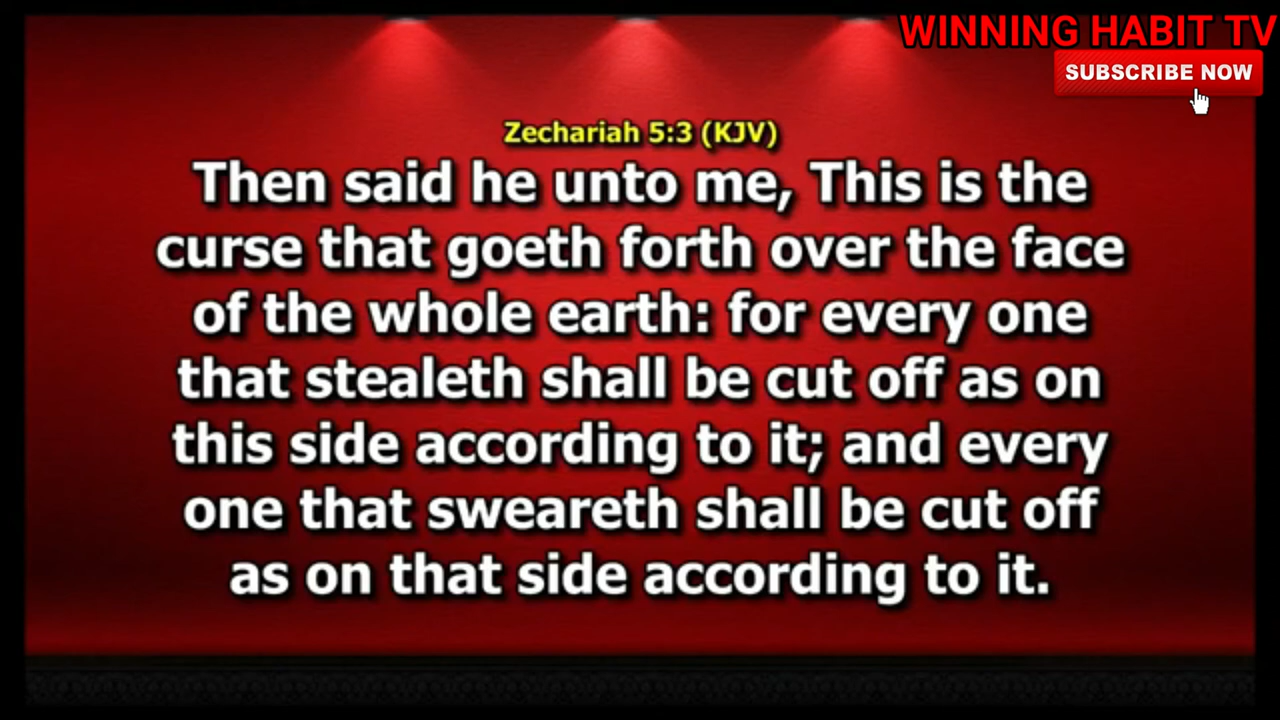 WINNING HABIT TV
SUBSCRIBE NOW
Zechariah 5:3 (KJV)
Then said he unto me, This is the
curse that goeth forth over the face
of the whole earth: for every one
that stealeth shall be cut off as on
this side according to it; and every
one that sweareth shall be cut off
as on that side according to it.